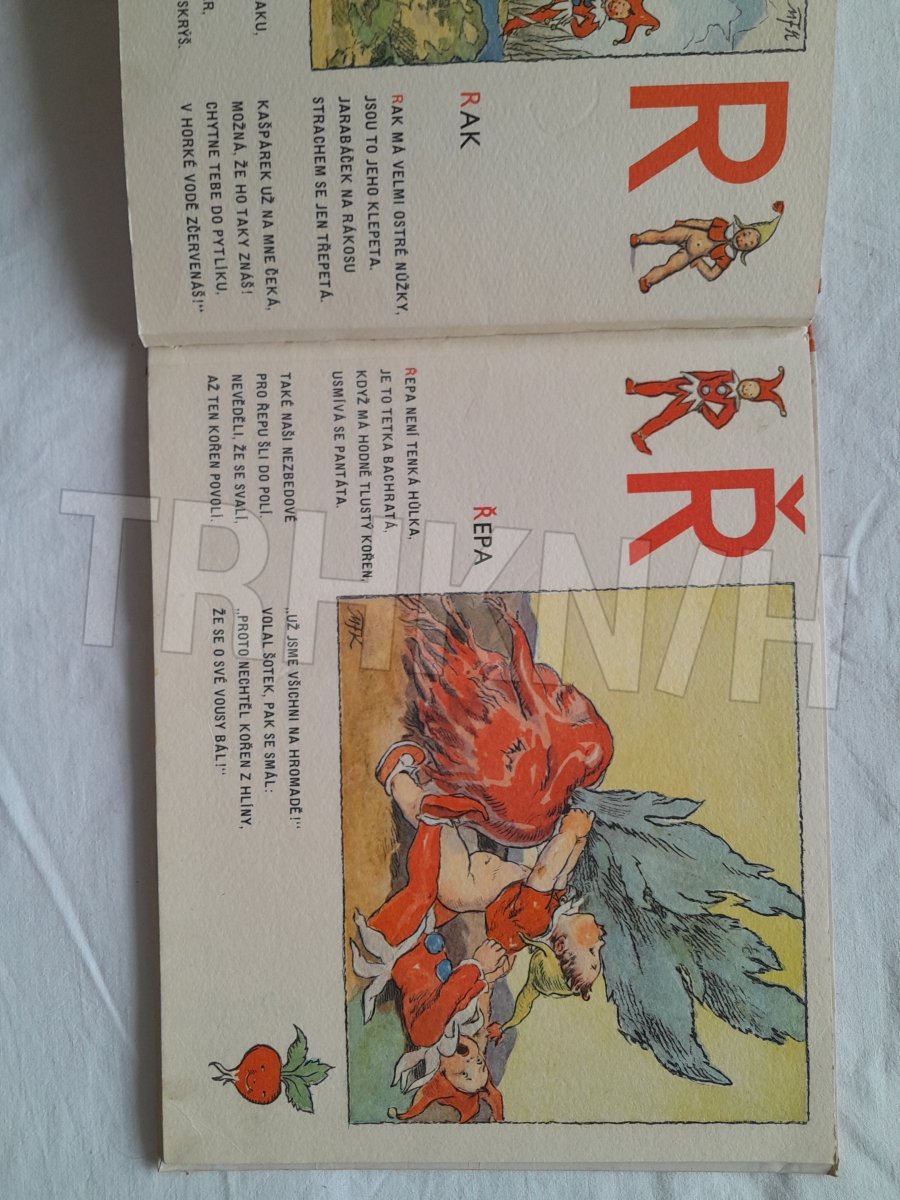 R
RAK
RAK MÁ VELMI OSTRÉ NŮŽKY,
JSOU TO JEHO KLEPETA.
JARABÁČEK NA RÁKOSU
STRACHEM SE JEN TŘEPETÁ.
AKU,
R,
SKRÝŠ.
KAŠPÁREK UŽ NA MNE ČEKÁ,
MOŽNÁ, ŽE HO TAKY ZNÁŠ!
CHYTNE TEBE DO PYTLÍKU,
V HORKÉ VODĚ ZČERVENÁŠ!“
Ř
ŘEPA
ŘEPA NENÍ TENKÁ HŮLKA,
JE TO TETKA BACHRATÁ,
KDYŽ MÁ HODNĚ TLUSTÝ KOŘEN,
USMÍVÁ SE PANTÁTA.
TAKÉ NAŠI NEZBEDOVÉ
PRO ŘEPU ŠLI DO POLÍ.
NEVĚDĚLI, ŽE SE SVALÍ,
AŽ TEN KOŘEN POVOLÍ.
„UŽ JSME VŠICHNI NA HROMADĚ!“
VOLAL ŠOTEK, PAK SE SMÁL:
„PROTO NECHTĚL KOŘEN Z HLÍNY,
ŽE SE O SVÉ VOUSY BÁL!“
TRHKNIH